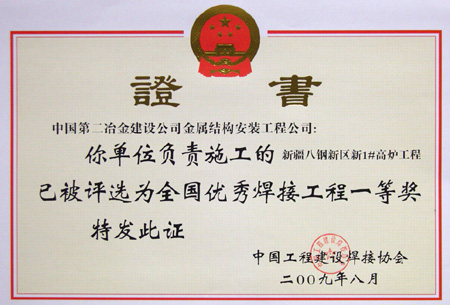 證書
中国第二冶金建设公司金属结构安装工程公司:
你单位负责施工的 新疆八钢新区新1#高炉工程
已被评选为全国优秀焊接工程一等奖
特发此证
中国工程建设焊接协会
二00九年八月